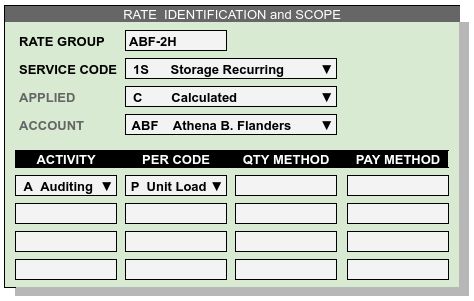 RATE IDENTIFICATION and SCOPE
RATE GROUP ABF-2H
SERVICE CODE 1S Storage Recurring
APPLIED C Calculated
ACCOUNT ABF Athena B. Flanders
ACTIVITY PER CODE QTY METHOD PAY METHOD
A Auditing P Unit Load